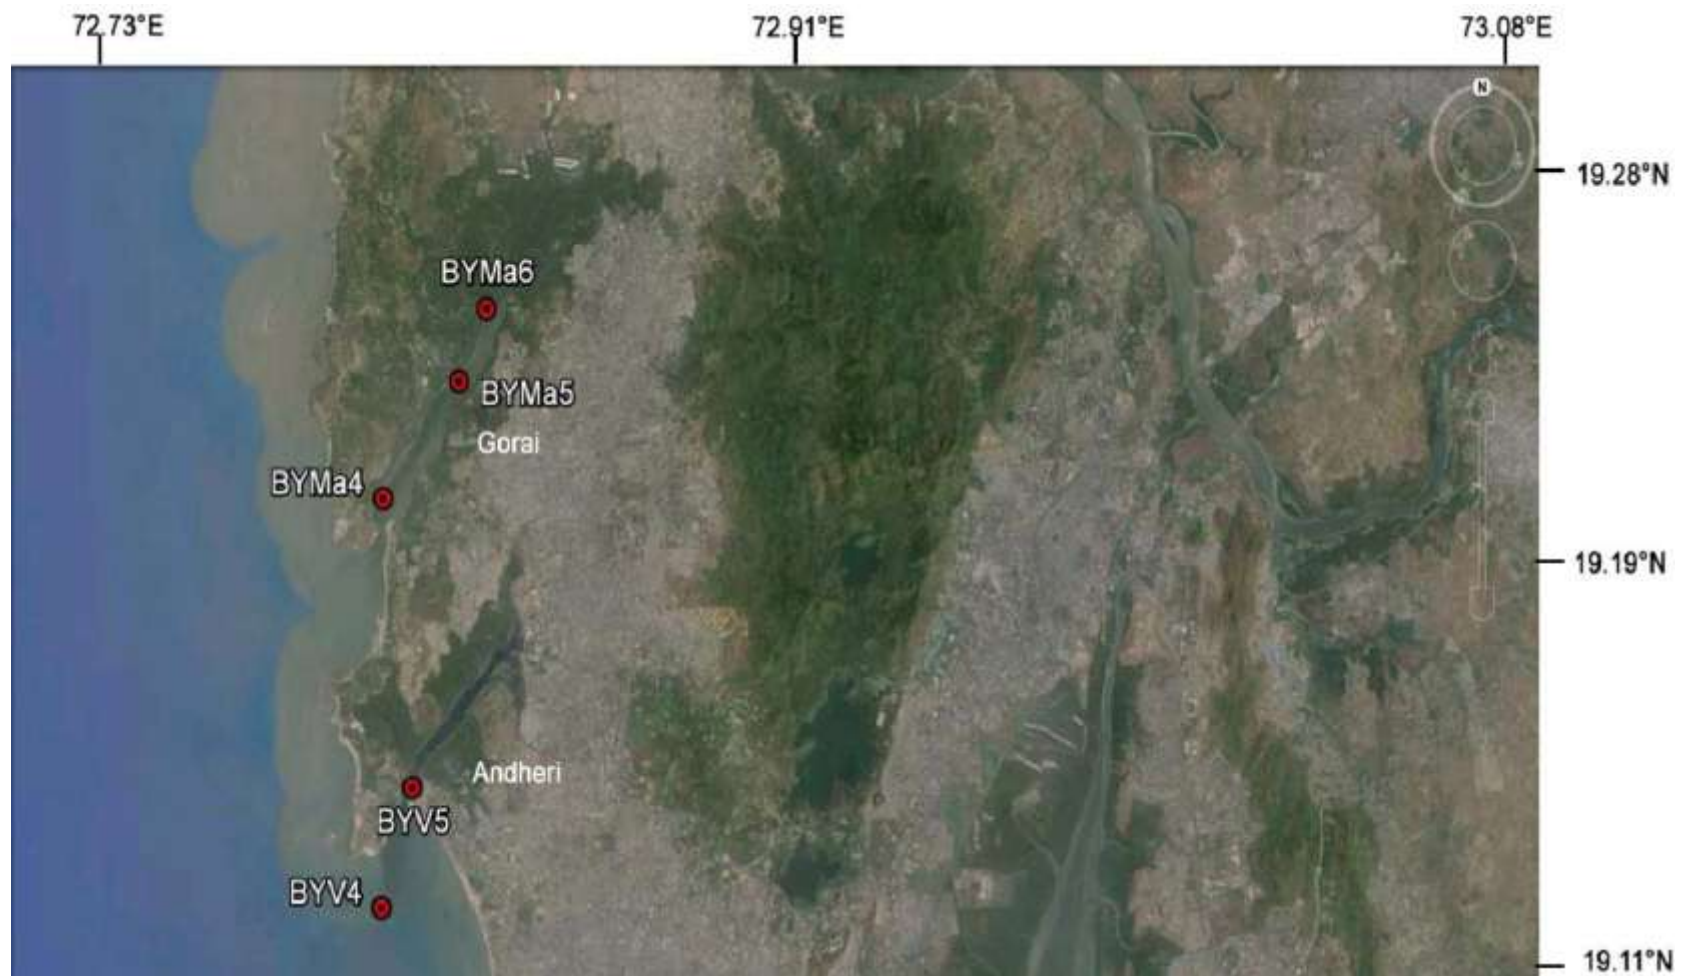 72.73°E
72.91°E
73.08°E
N
19.28°N
BYMa6
BYMa5
Gorai
BYMa4
19.19°N
Andheri
BYV5
BYV4
19.11°N